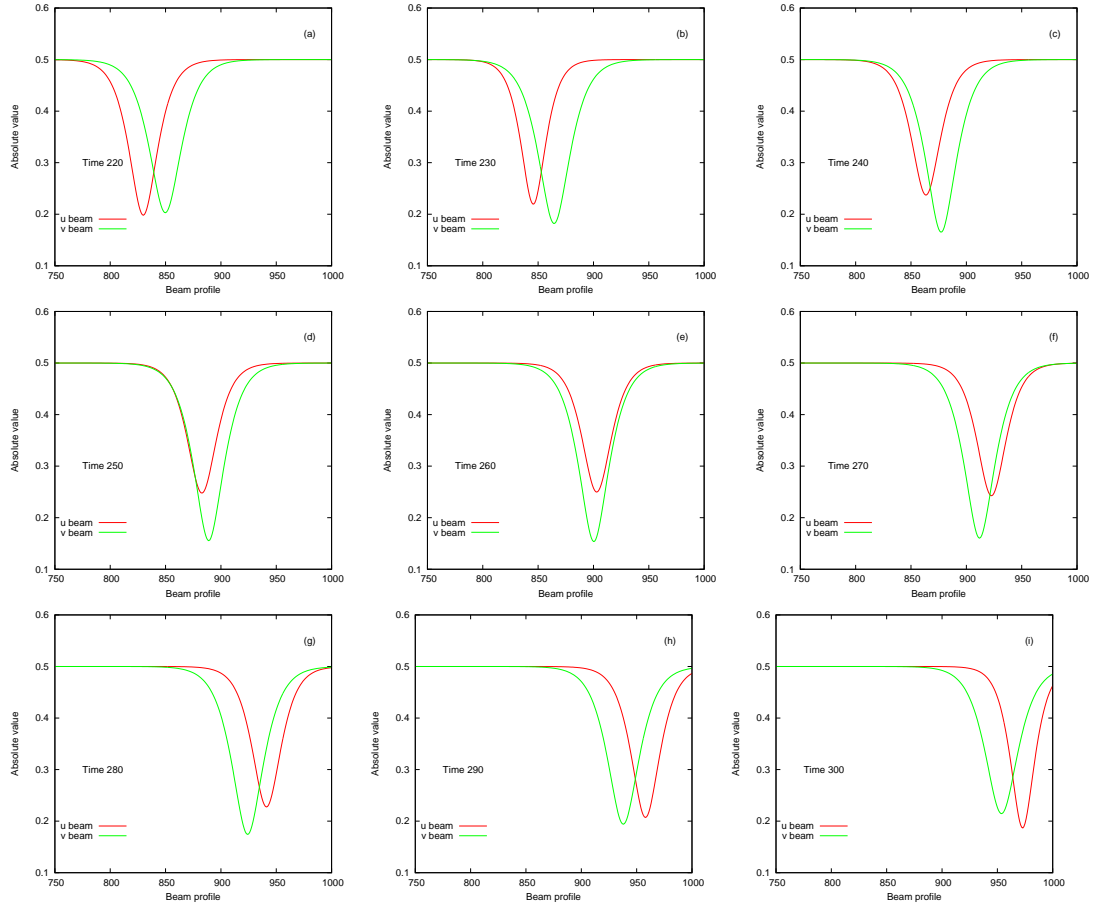 0.6
(a)
0.5
0.4
Absolute value
0.3
Time 220
0.2
u beam
v beam
0.1
750 800 850 900 950 1000
Beam profile
0.6
(b)
0.5
0.4
Absolute value
0.3
Time 230
0.2
u beam
v beam
0.1
750 800 850 900 950 1000
Beam profile
0.6
(c)
0.5
0.4
Absolute value
0.3
Time 240
0.2
u beam
v beam
0.1
750 800 850 900 950 1000
Beam profile
0.6
(d)
0.5
0.4
Absolute value
0.3
Time 250
0.2
u beam
v beam
0.1
750 800 850 900 950 1000
Beam profile
0.6
(e)
0.5
0.4
Absolute value
0.3
Time 260
0.2
u beam
v beam
0.1
750 800 850 900 950 1000
Beam profile
0.6
(f)
0.5
0.4
Absolute value
0.3
Time 270
0.2
u beam
v beam
0.1
750 800 850 900 950 1000
Beam profile
0.6
(g)
0.5
0.4
Absolute value
0.3
Time 280
0.2
u beam
v beam
0.1
750 800 850 900 950 1000
Beam profile
0.6
(h)
0.5
0.4
Absolute value
0.3
Time 290
0.2
u beam
v beam
0.1
750 800 850 900 950 1000
Beam profile
0.6
(i)
0.5
0.4
Absolute value
0.3
Time 300
0.2
u beam
v beam
0.1
750 800 850 900 950 1000
Beam profile